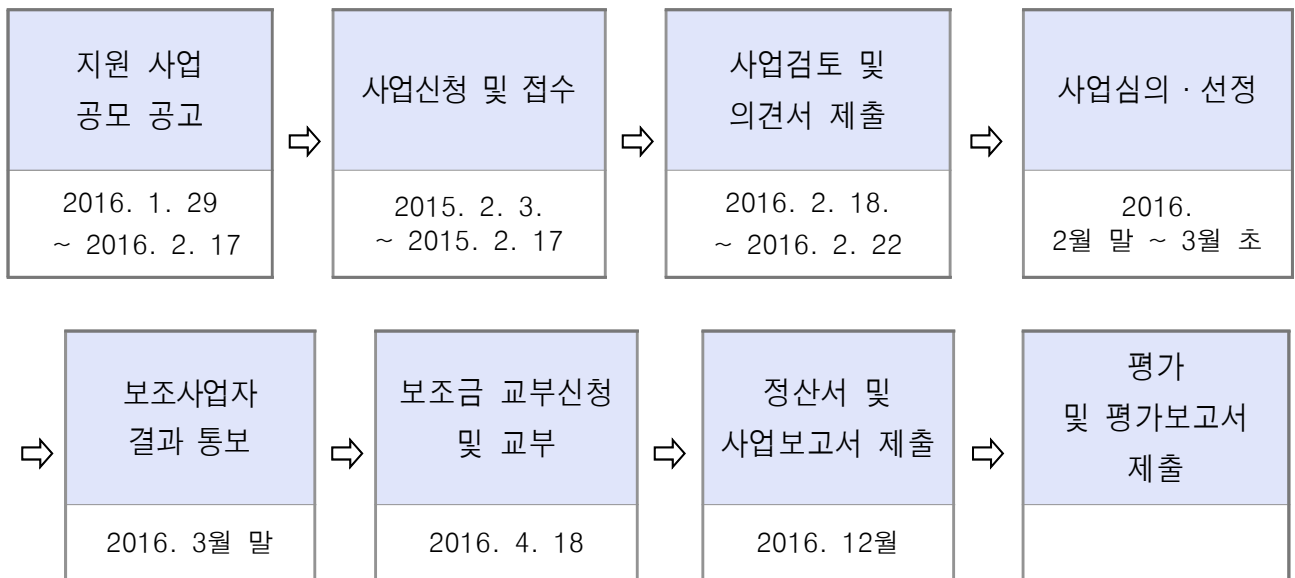 지원 사업
공모 공고
2016. 1. 29
~ 2016. 2. 17
사업신청 및 접수
2015. 2. 3.
~ 2015. 2. 17
사업검토 및
의견서 제출
2016. 2. 18.
~ 2016. 2. 22
사업심의 · 선정
2016.
2월 말 ~ 3월 초
보조사업자
결과 통보
2016. 3월 말
보조금 교부신청
및 교부
2016. 4. 18
정산서 및
사업보고서 제출
2016. 12월
평가
및 평가보고서
제출